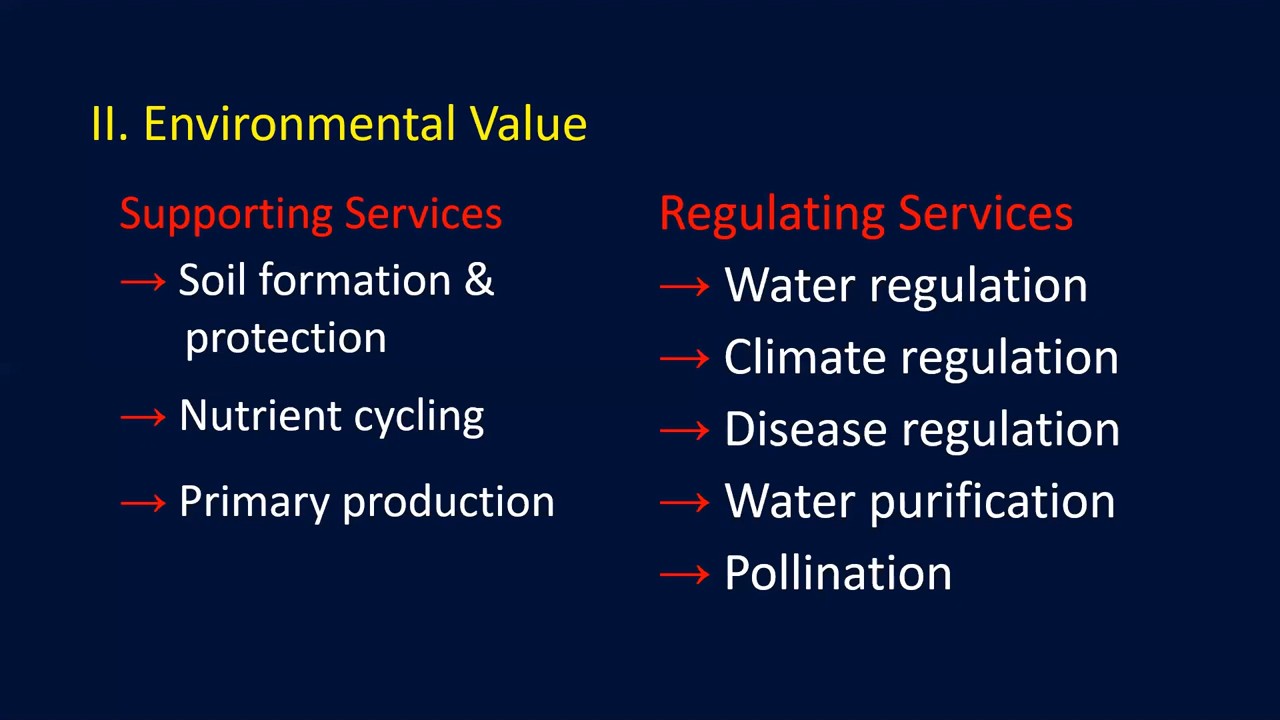 II. Environmental Value
Supporting Services
→ Soil formation &
protection
→ Nutrient cycling
→ Primary production
Regulating Services
→ Water regulation
→ Climate regulation
→ Disease regulation
→ Water purification
→ Pollination